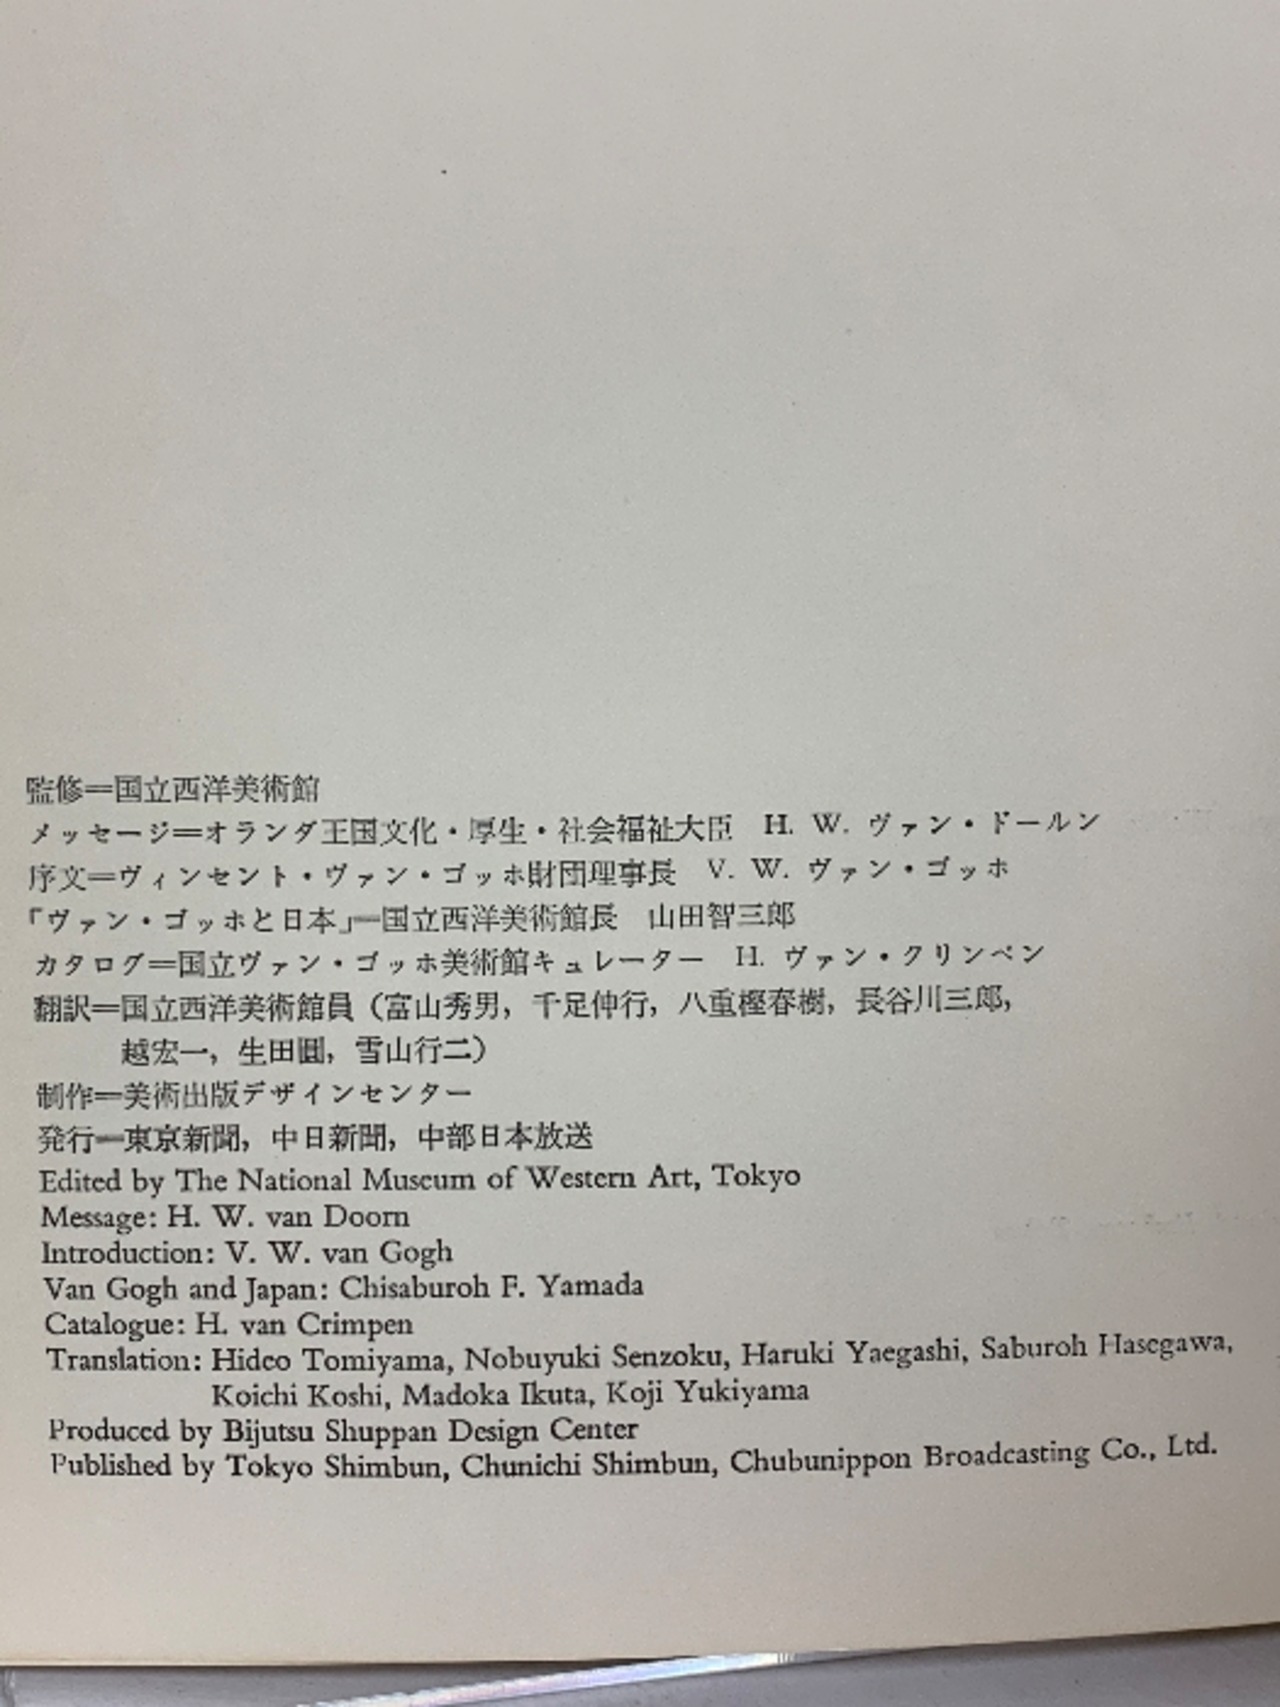 監修＝国立西洋美術館
メッセージ＝オランダ王国文化・厚生・社会福祉大臣　H. W. ヴァン・ドールン
序文＝ヴィンセント・ヴァン・ゴッホ財団理事長　V. W. ヴァン・ゴッホ
「ヴァン・ゴッホと日本」＝国立西洋美術館長　山田智三郎
カタログ＝国立ヴァン・ゴッホ美術館キュレーター　H. ヴァン・クリンペン
翻訳＝国立西洋美術館員（富山秀男，千足伸行，八重樫春樹，長谷川三郎，
越宏一，生田圓，雪山行二）
制作＝美術出版デザインセンター
発行＝東京新聞，中日新聞，中部日本放送
Edited by The National Museum of Western Art, Tokyo
Message: H. W. van Doorn
Introduction: V. W. van Gogh
Van Gogh and Japan: Chisaburoh F. Yamada
Catalogue: H. van Crimpen
Translation: Hideo Tomiyama, Nobuyuki Senzoku, Haruki Yaegashi, Saburoh Hasegawa,
Koichi Koshi, Madoka Ikuta, Koji Yukiyama
Produced by Bijutsu Shuppan Design Center
Published by Tokyo Shimbun, Chunichi Shimbun, Chubunippon Broadcasting Co., Ltd.